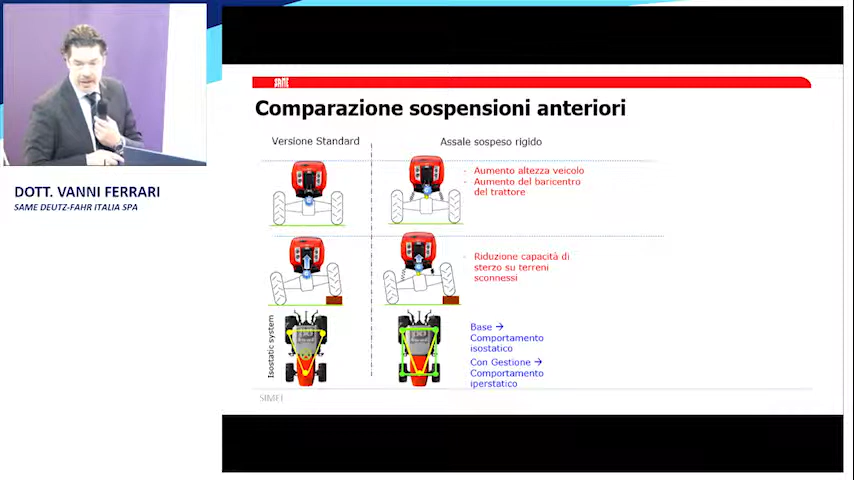 SAME
Comparazione sospensioni anteriori
Versione Standard
Assale sospeso rigido
- Aumento altezza veicolo
- Aumento del baricentro
del trattore
- Riduzione capacità di
sterzo su terreni
sconnessi
Isostatic system
Base →
Comportamento
isostatico
Con Gestione →
Comportamento
iperstatico
SIMEI
DOTT. VANNI FERRARI
SAME DEUTZ-FAHR ITALIA SPA